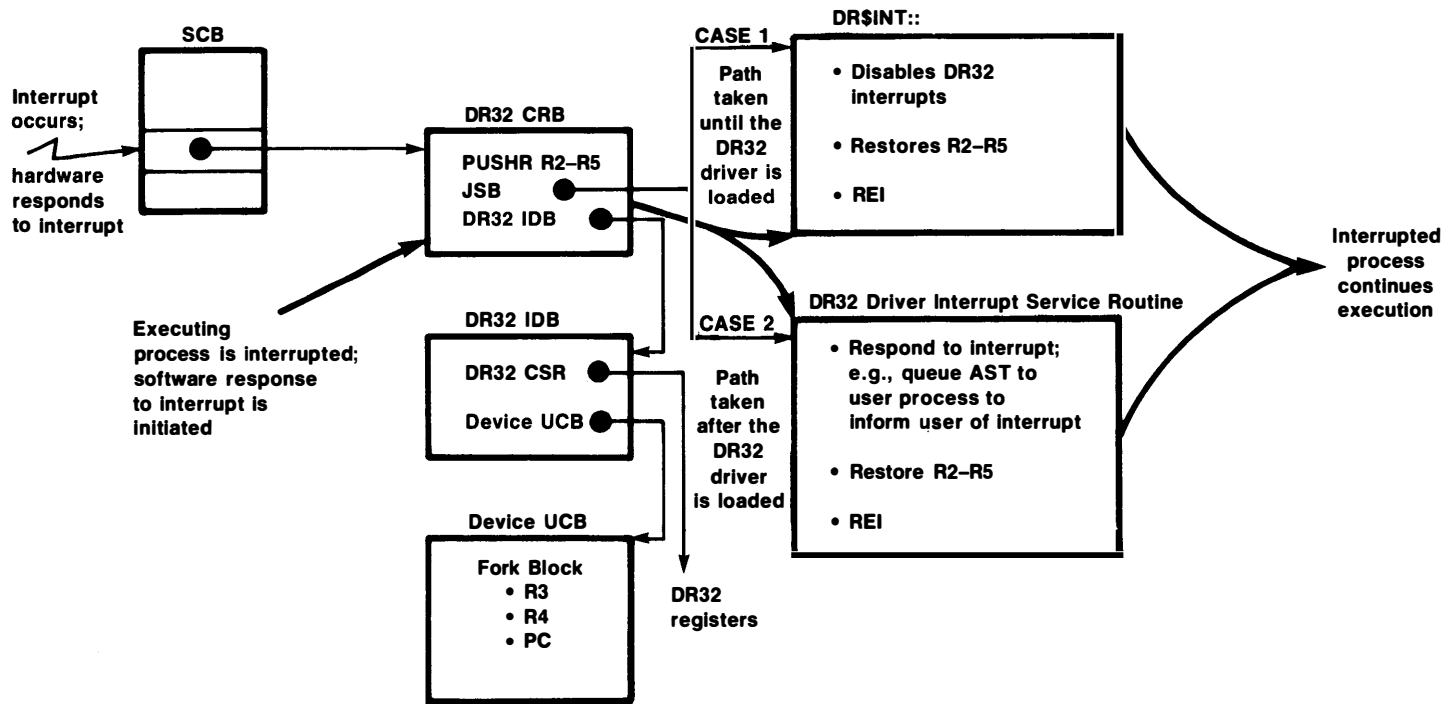 SCB
Interrupt
occurs;
hardware
responds
to interrupt
DR32 CRB
PUSHR R2–R5
JSB
DR32 IDB
Executing
process is interrupted;
software response
to interrupt is
initiated
DR32 IDB
DR32 CSR
Device UCB
Device UCB
Fork Block
• R3
• R4
• PC
DR32
registers
CASE 1
Path
taken
until the
DR32
driver is
loaded
CASE 2
Path
taken
after the
DR32
driver
is loaded
DR$INT::
• Disables DR32
interrupts
• Restores R2–R5
• REI
DR32 Driver Interrupt Service Routine
• Respond to interrupt;
e.g., queue AST to
user process to
inform user of interrupt
• Restore R2–R5
• REI
Interrupted
process
continues
execution